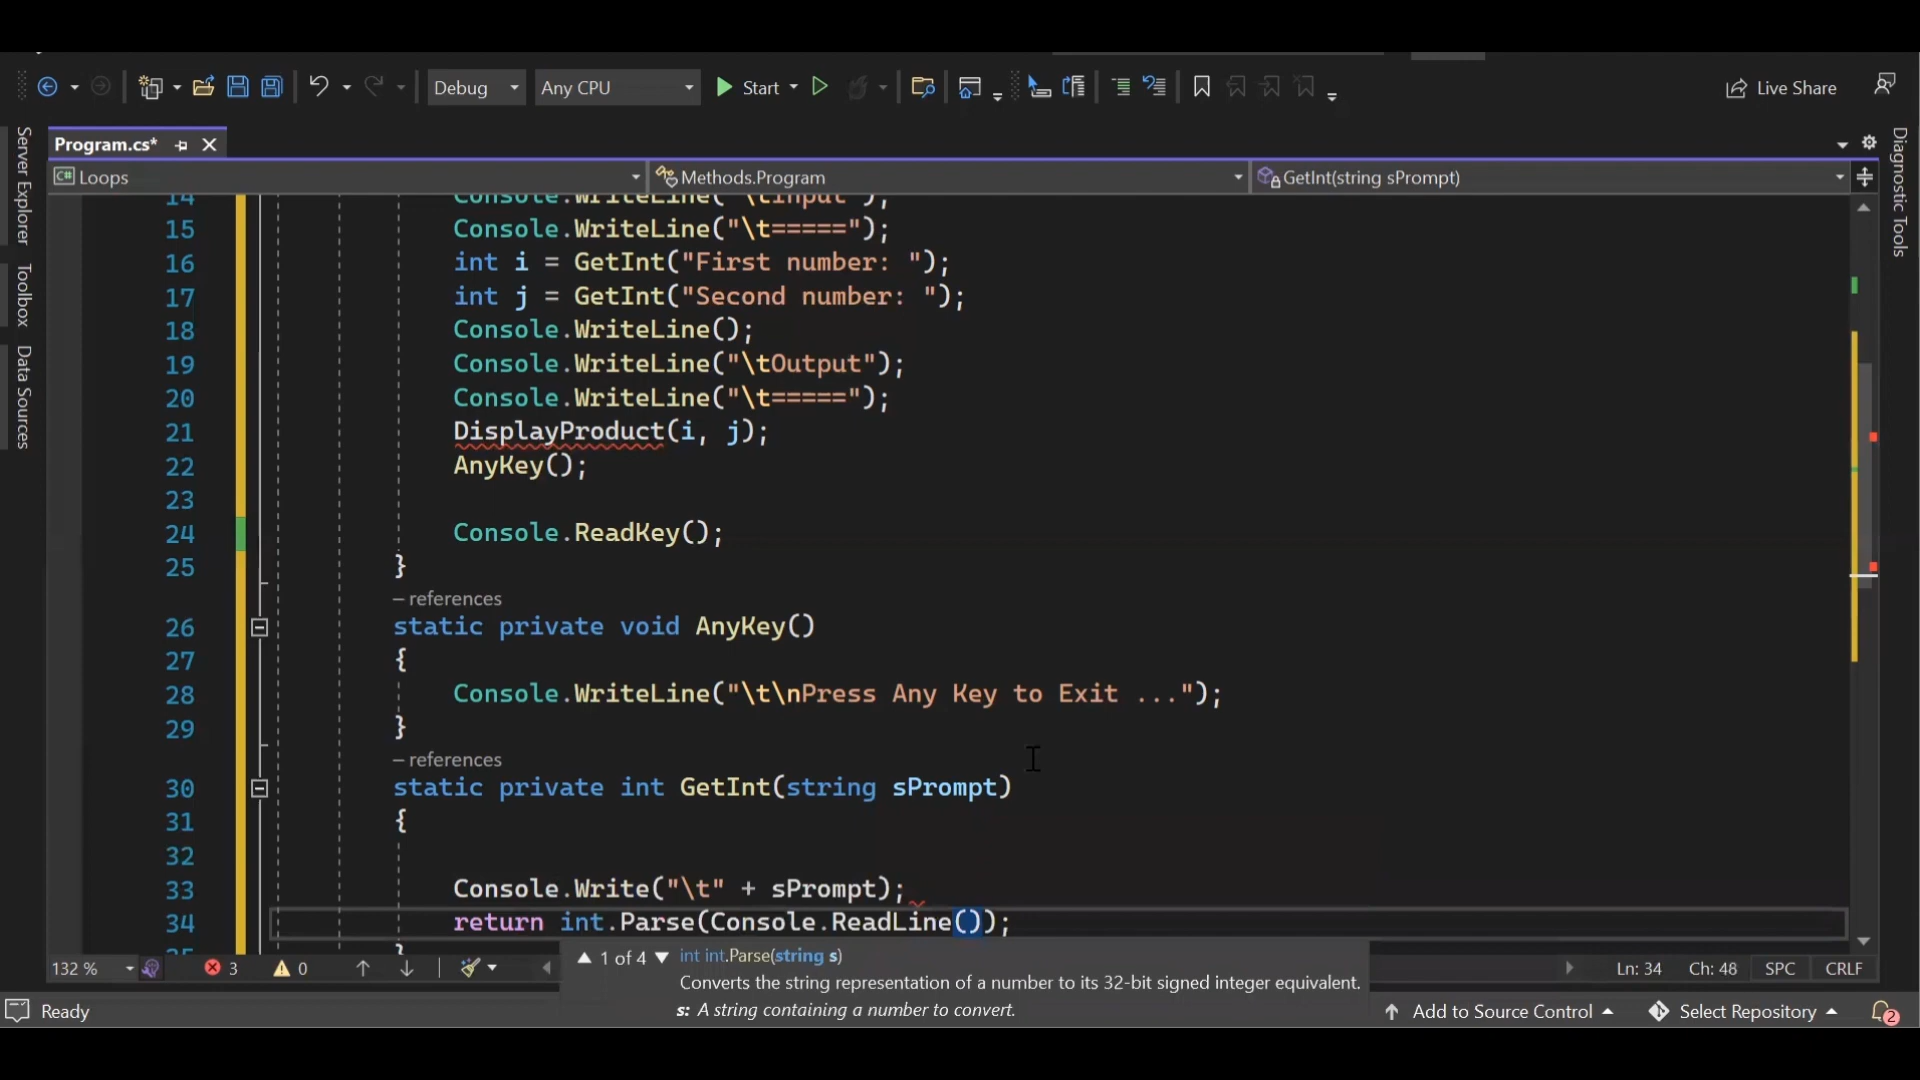 Debug
Any CPU
Start
Live Share
Server Explorer
Toolbox
Data Sources
Diagnostic Tools
Program.cs*
C# Loops
Methods.Program
GetInt(string sPrompt)
14 Console.WriteLine("\tInput");
15 Console.WriteLine("\t=====");
16 int i = GetInt("First number: ");
17 int j = GetInt("Second number: ");
18 Console.WriteLine();
19 Console.WriteLine("\tOutput");
20 Console.WriteLine("\t=====");
21 DisplayProduct(i, j);
22 AnyKey();
23
24 Console.ReadKey();
25 }
– references
26 static private void AnyKey()
27 {
28 Console.WriteLine("\t\nPress Any Key to Exit ...");
29 }
– references
30 static private int GetInt(string sPrompt)
31 {
32
33 Console.Write("\t" + sPrompt);
34 return int.Parse(Console.ReadLine());
35 }
132 %
3
0
1 of 4 int int.Parse(string s)
Converts the string representation of a number to its 32-bit signed integer equivalent.
s: A string containing a number to convert.
Ln: 34 Ch: 48 SPC CRLF
Ready
Add to Source Control
Select Repository
2